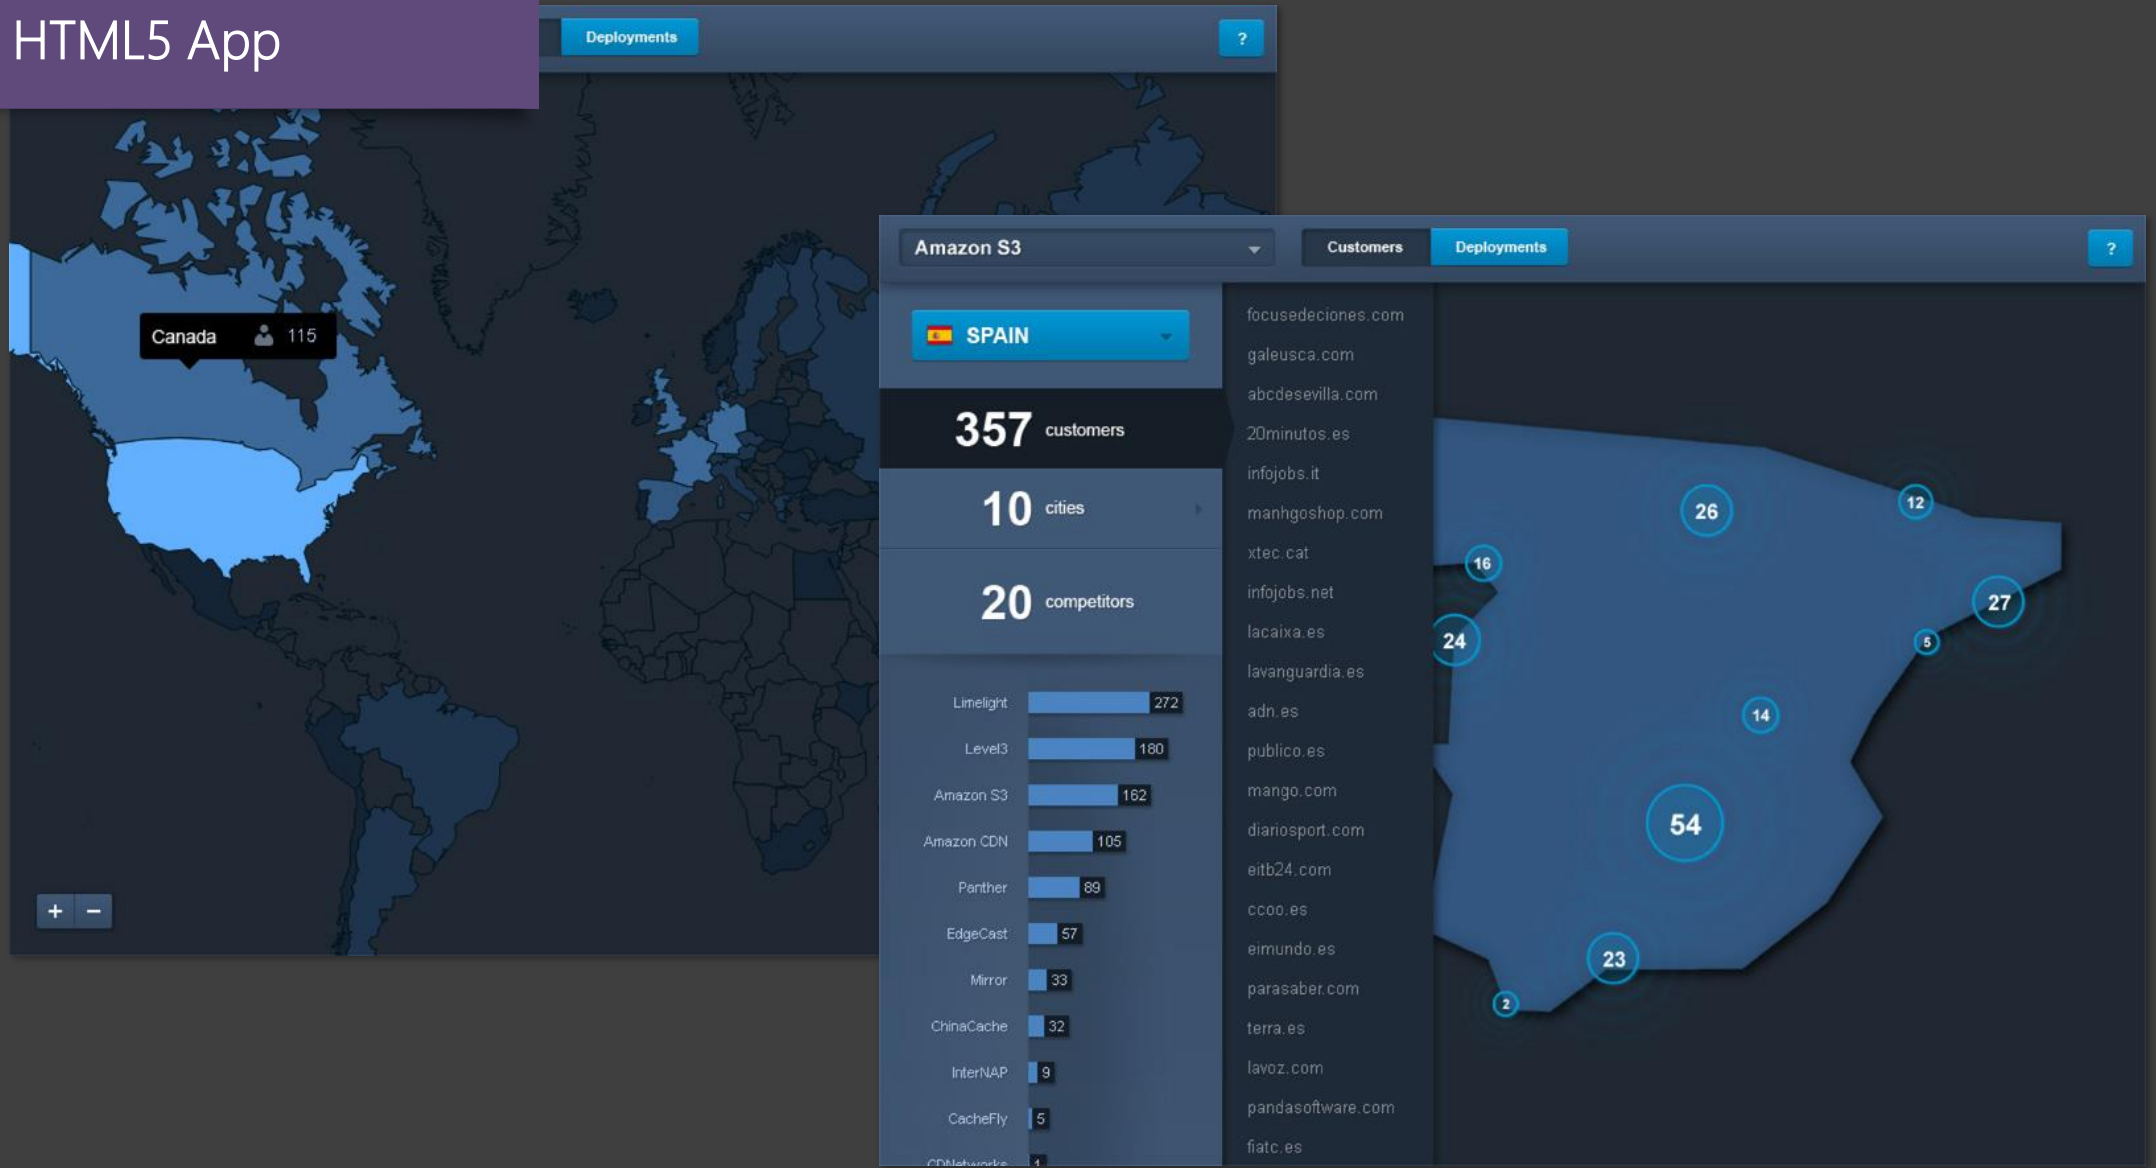 HTML5 App
Deployments
?
Canada 115
+ −
Amazon S3
Customers
Deployments
?
SPAIN
357 customers
10 cities
20 competitors
Limelight 272
Level3 180
Amazon S3 162
Amazon CDN 105
Panther 89
EdgeCast 57
Mirror 33
ChinaCache 32
InterNAP 9
CacheFly 5
CDNetworks 1
focusedeciones.com
galeusca.com
abcdesevilla.com
20minutos.es
infojobs.it
manhgoshop.com
xtec.cat
infojobs.net
lacaixa.es
lavanguardia.es
adn.es
publico.es
mango.com
diariosport.com
eitb24.com
ccoo.es
eimundo.es
parasaber.com
terra.es
lavoz.com
pandasoftware.com
fiatc.es
26
12
16
27
24
5
14
54
23
2